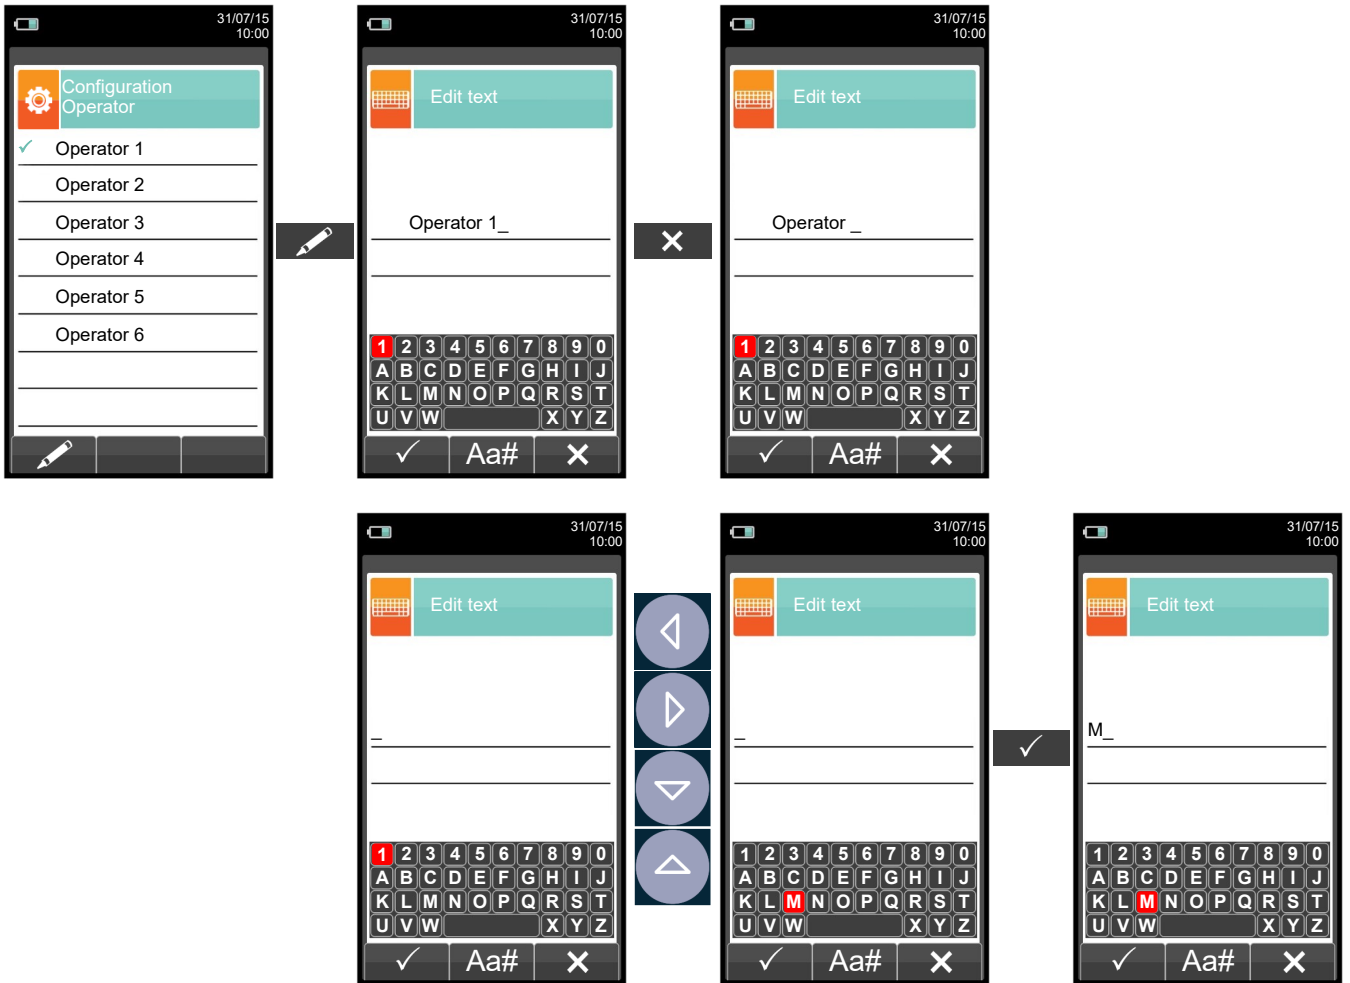 31/07/15
10:00
Configuration
Operator
✓ Operator 1
Operator 2
Operator 3
Operator 4
Operator 5
Operator 6
31/07/15
10:00
Edit text
Operator 1_
1 2 3 4 5 6 7 8 9 0
A B C D E F G H I J
K L M N O P Q R S T
U V W X Y Z
✓ Aa# ✕
31/07/15
10:00
Edit text
Operator _
1 2 3 4 5 6 7 8 9 0
A B C D E F G H I J
K L M N O P Q R S T
U V W X Y Z
✓ Aa# ✕
31/07/15
10:00
Edit text
_
1 2 3 4 5 6 7 8 9 0
A B C D E F G H I J
K L M N O P Q R S T
U V W X Y Z
✓ Aa# ✕
31/07/15
10:00
Edit text
_
1 2 3 4 5 6 7 8 9 0
A B C D E F G H I J
K L M N O P Q R S T
U V W X Y Z
✓ Aa# ✕
31/07/15
10:00
Edit text
M_
1 2 3 4 5 6 7 8 9 0
A B C D E F G H I J
K L M N O P Q R S T
U V W X Y Z
✓ Aa# ✕